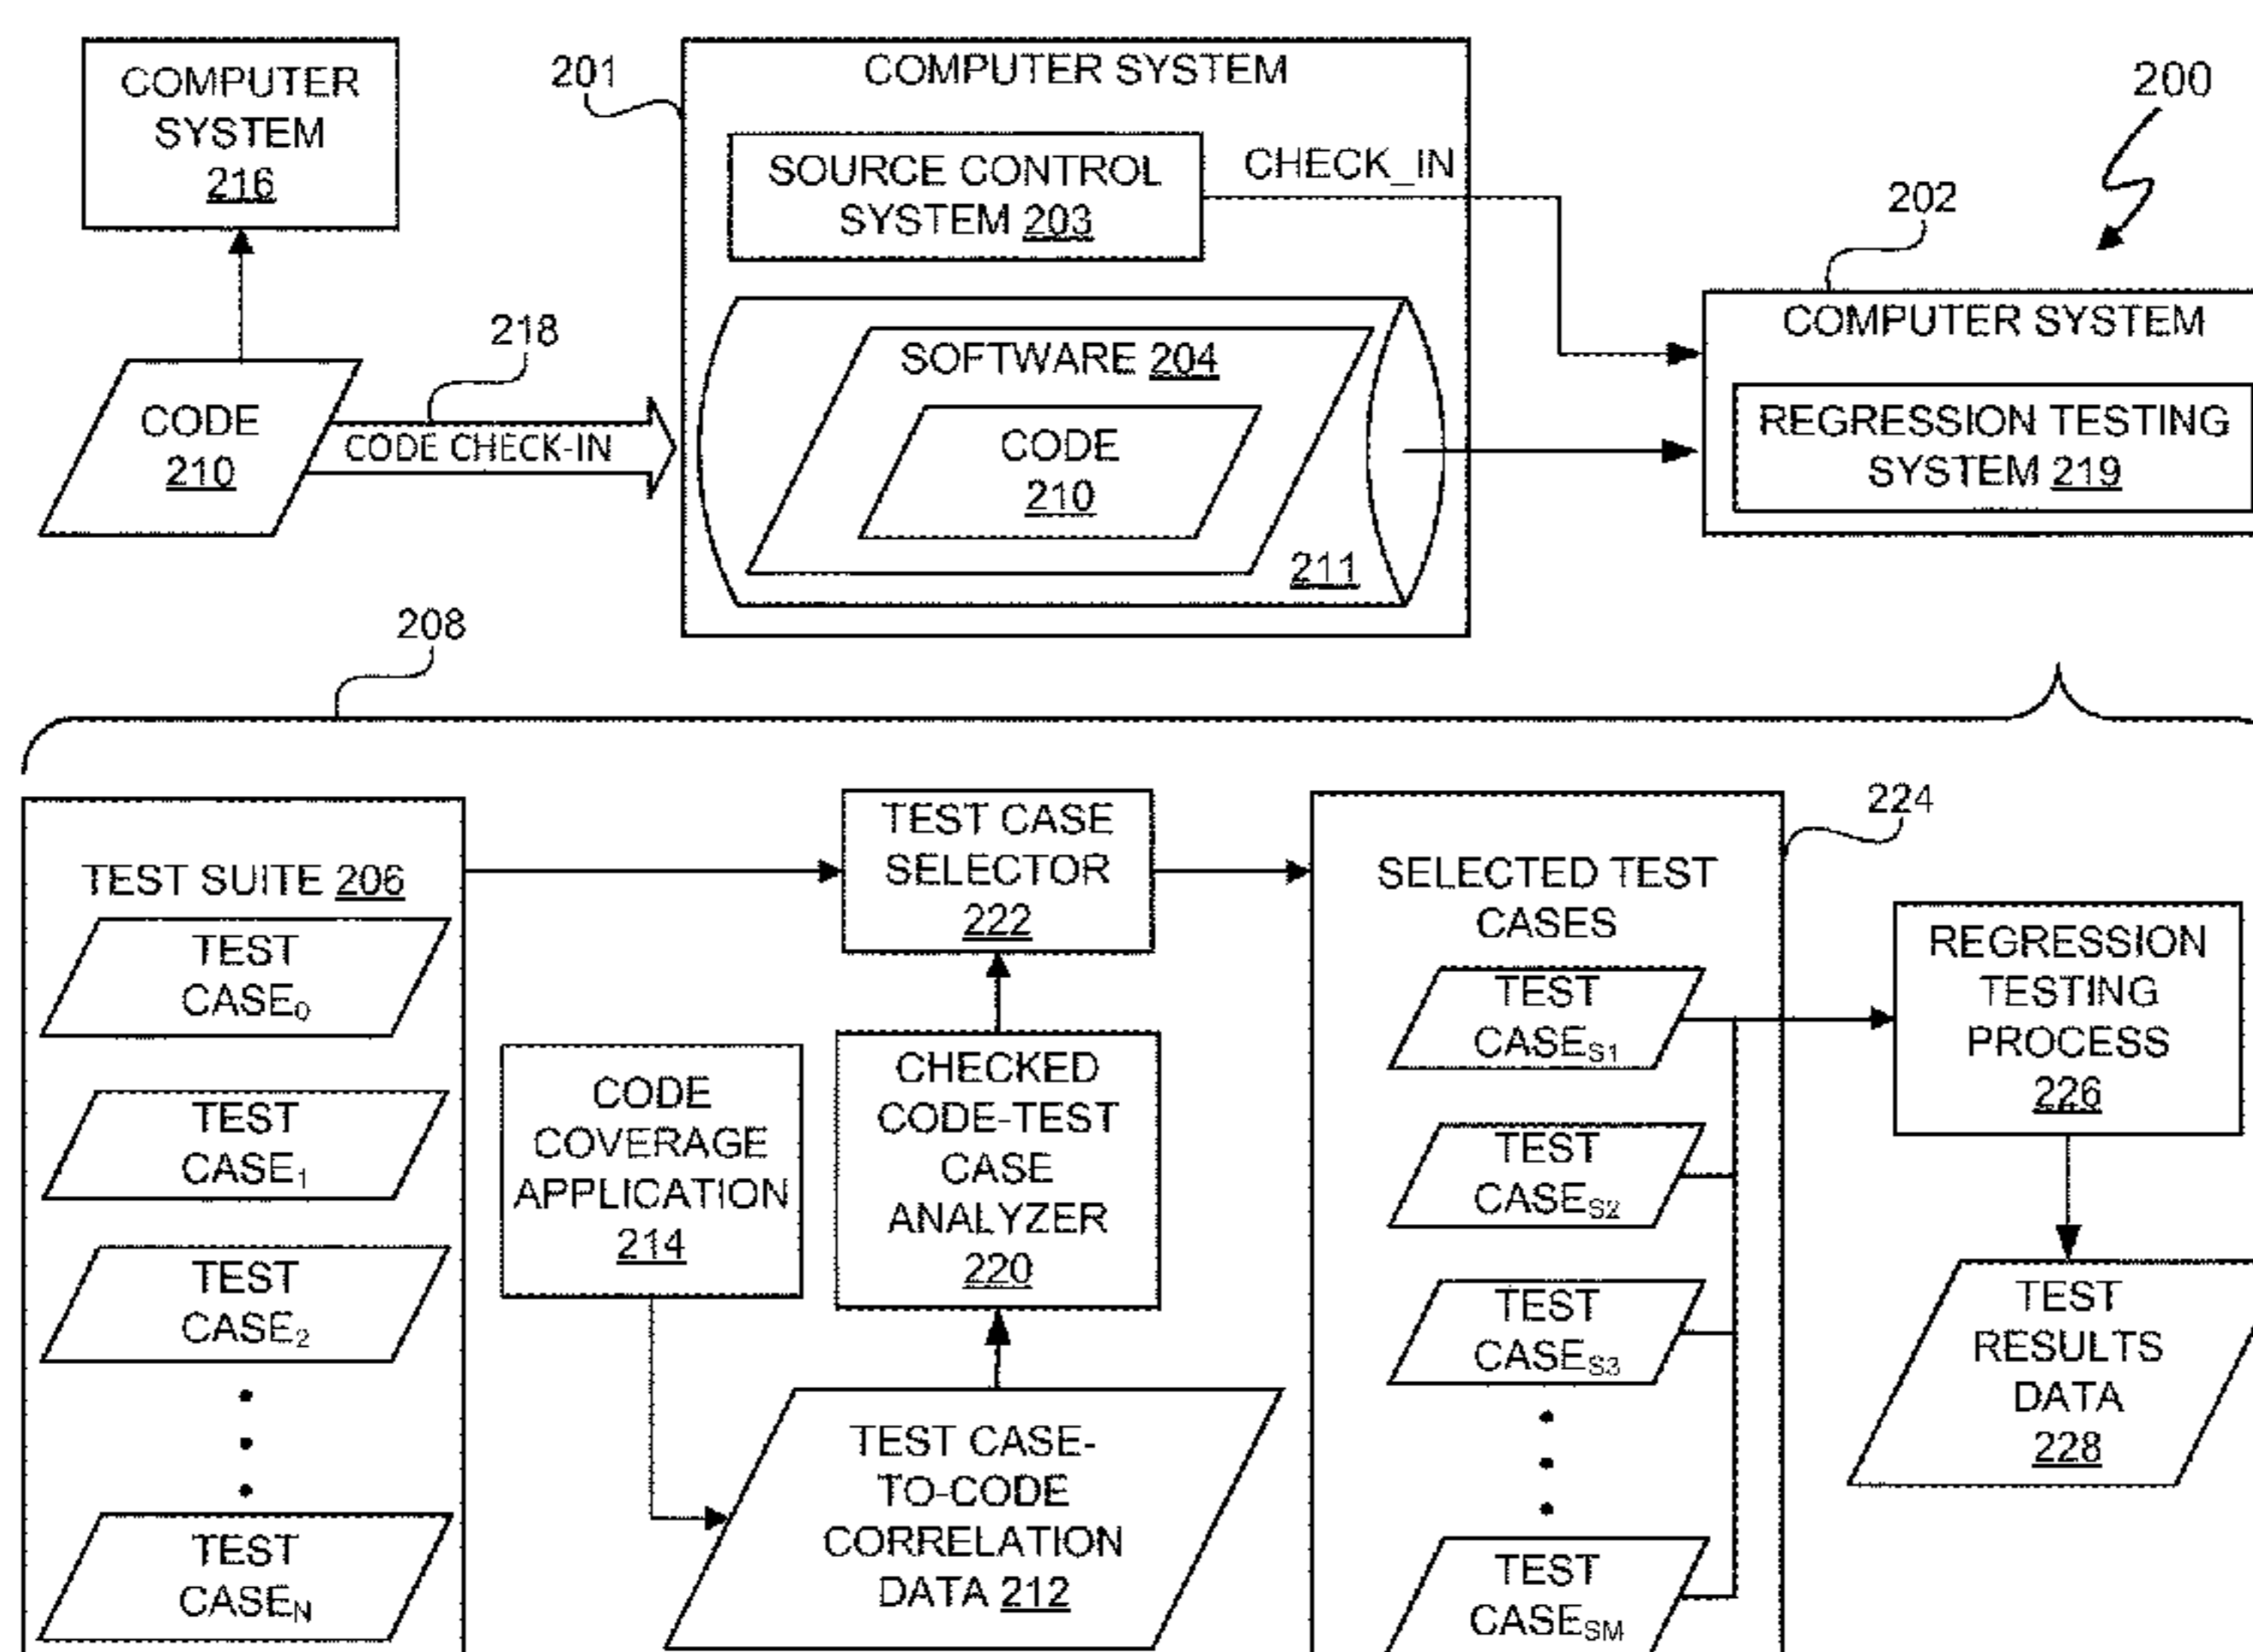 COMPUTER
SYSTEM
216
201
COMPUTER SYSTEM
SOURCE CONTROL
SYSTEM 203
CHECK_IN
200
202
COMPUTER SYSTEM
REGRESSION TESTING
SYSTEM 219
218
CODE
210
CODE CHECK-IN
SOFTWARE 204
CODE
210
211
208
TEST SUITE 206
TEST
CASE0
TEST
CASE1
TEST
CASE2
TEST
CASEN
TEST CASE
SELECTOR
222
CODE
COVERAGE
APPLICATION
214
CHECKED
CODE-TEST
CASE
ANALYZER
220
TEST CASE-
TO-CODE
CORRELATION
DATA 212
224
SELECTED TEST
CASES
TEST
CASES1
TEST
CASES2
TEST
CASES3
TEST
CASESM
REGRESSION
TESTING
PROCESS
226
TEST
RESULTS
DATA
228